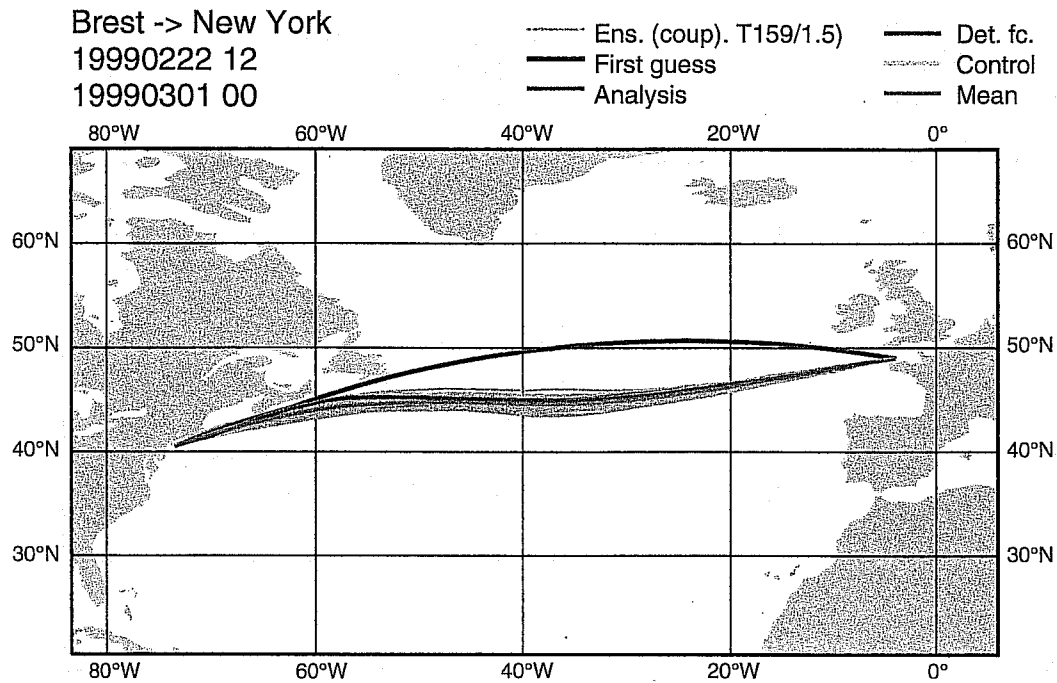 Brest -> New York
19990222 12
19990301 00
Ens. (coup). T159/1.5)
First guess
Analysis
Det. fc.
Control
Mean
80°W 60°W 40°W 20°W 0°
60°N 60°N
50°N 50°N
40°N 40°N
30°N 30°N
80°W 60°W 40°W 20°W 0°